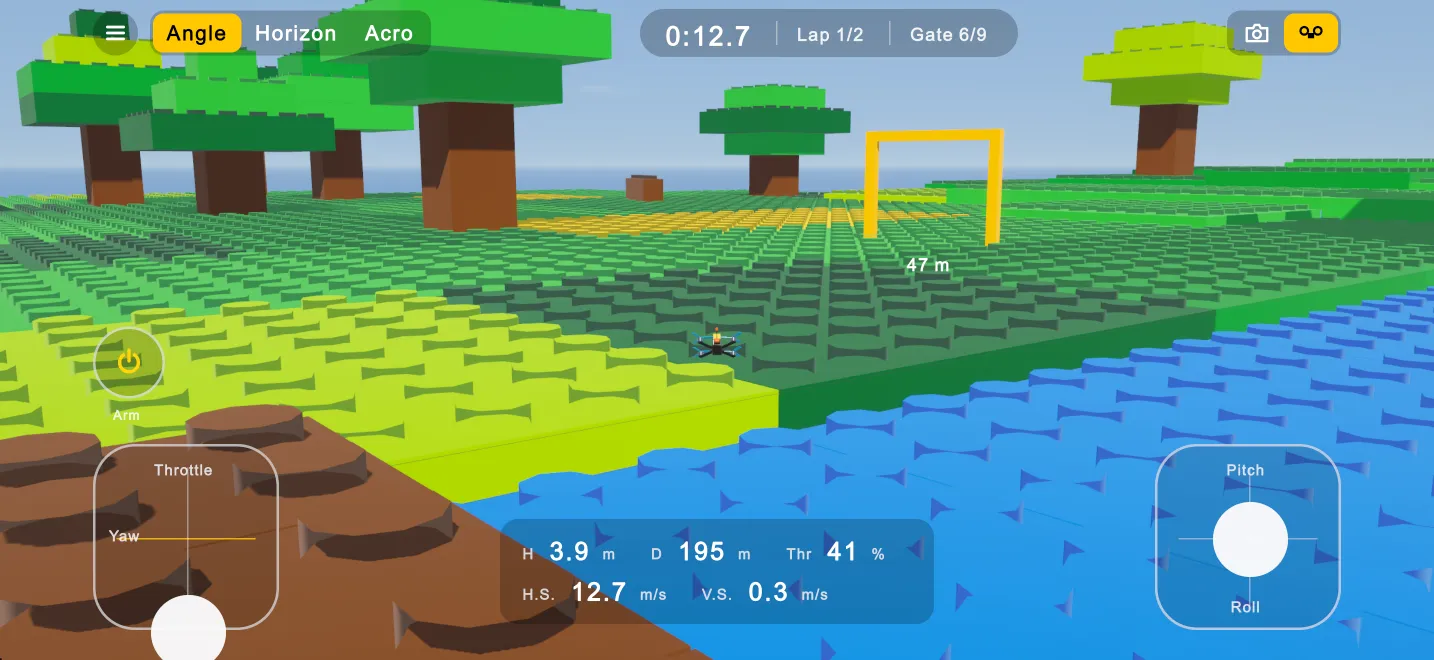 Angle Horizon Acro
0:12.7 Lap 1/2 Gate 6/9
47 m
Arm
Throttle
Yaw
Pitch
Roll
H 3.9 m D 195 m Thr 41 %
H.S. 12.7 m/s V.S. 0.3 m/s